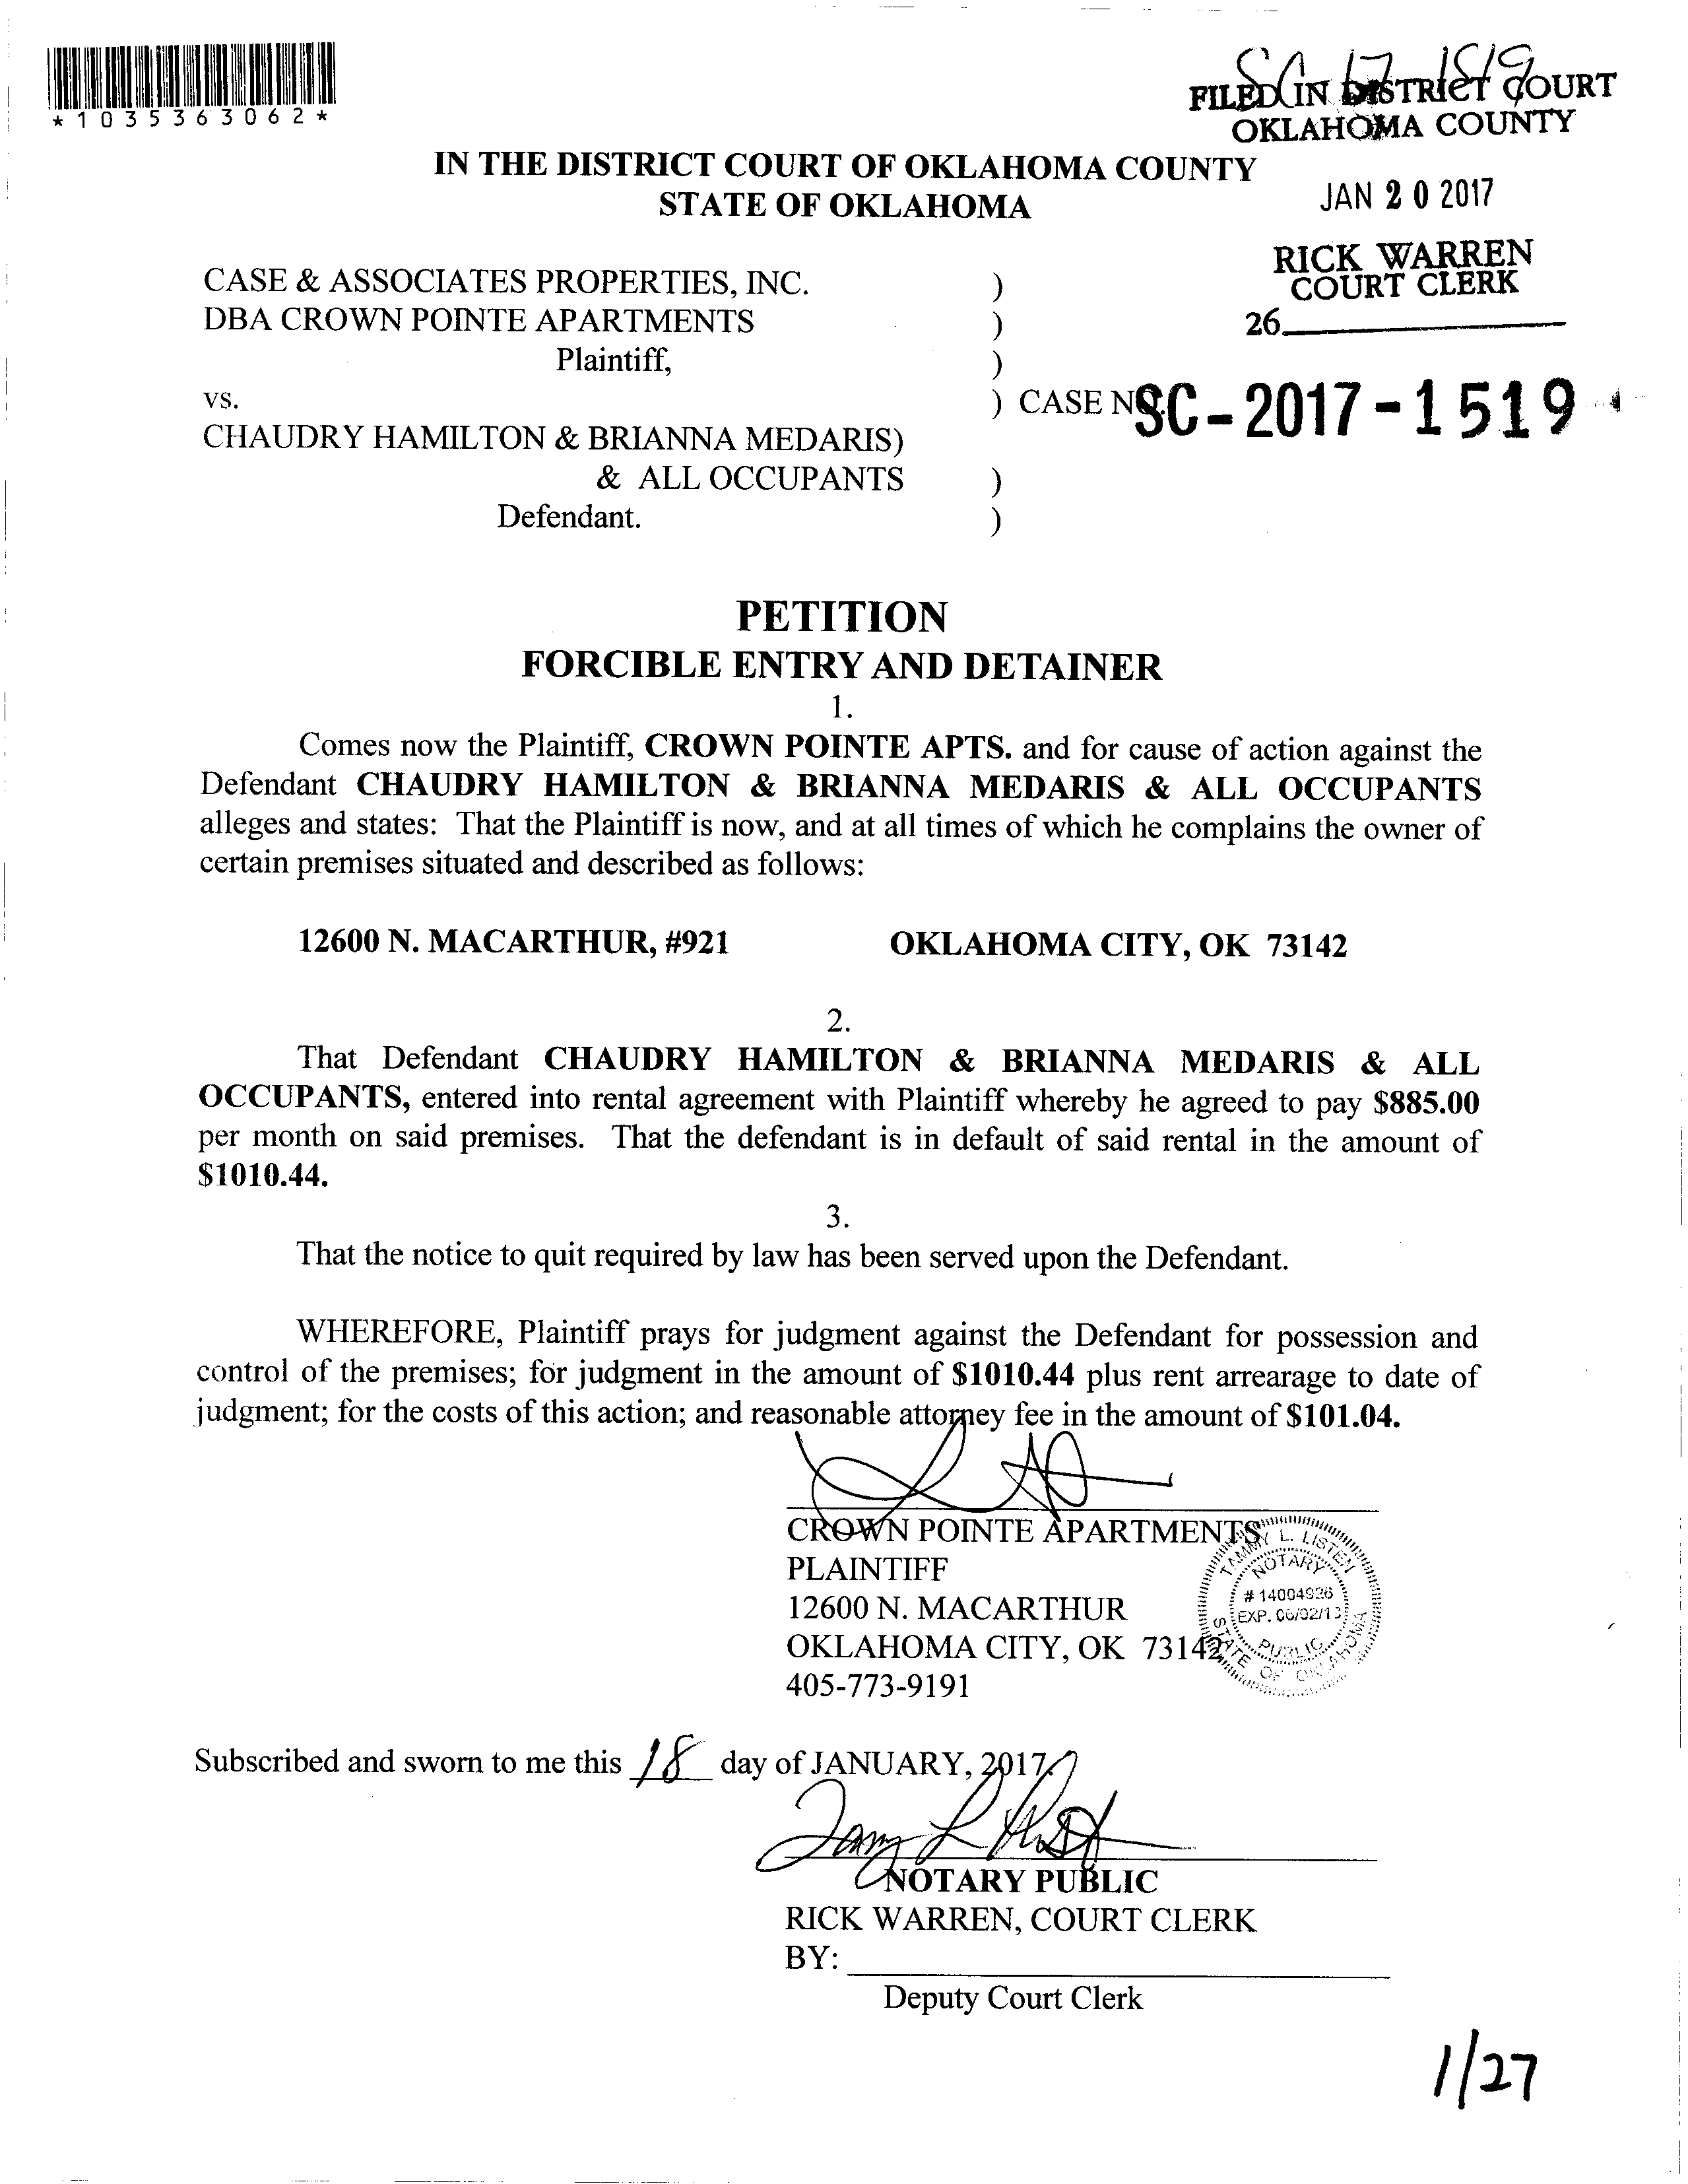 *1035363062*
SC 17 1519
FILED IN DISTRICT COURT
OKLAHOMA COUNTY
IN THE DISTRICT COURT OF OKLAHOMA COUNTY
STATE OF OKLAHOMA
JAN 20 2017
RICK WARREN
COURT CLERK
26
CASE & ASSOCIATES PROPERTIES, INC. )
DBA CROWN POINTE APARTMENTS )
Plaintiff, )
vs. ) CASE NO. SC-2017-1519
CHAUDRY HAMILTON & BRIANNA MEDARIS)
& ALL OCCUPANTS )
Defendant. )
PETITION
FORCIBLE ENTRY AND DETAINER
1.
Comes now the Plaintiff, CROWN POINTE APTS. and for cause of action against the
Defendant CHAUDRY HAMILTON & BRIANNA MEDARIS & ALL OCCUPANTS
alleges and states: That the Plaintiff is now, and at all times of which he complains the owner of
certain premises situated and described as follows:
12600 N. MACARTHUR, #921 OKLAHOMA CITY, OK 73142
2.
That Defendant CHAUDRY HAMILTON & BRIANNA MEDARIS & ALL
OCCUPANTS, entered into rental agreement with Plaintiff whereby he agreed to pay $885.00
per month on said premises. That the defendant is in default of said rental in the amount of
$1010.44.
3.
That the notice to quit required by law has been served upon the Defendant.
WHEREFORE, Plaintiff prays for judgment against the Defendant for possession and
control of the premises; for judgment in the amount of $1010.44 plus rent arrearage to date of
judgment; for the costs of this action; and reasonable attorney fee in the amount of $101.04.
CROWN POINTE APARTMENTS
PLAINTIFF
12600 N. MACARTHUR
OKLAHOMA CITY, OK 73142
405-773-9191
TAMMY L. LISTEN
NOTARY
# 14004926
EXP.
PUBLIC
STATE OF OKLAHOMA
Subscribed and sworn to me this 18 day of JANUARY, 2017.
NOTARY PUBLIC
RICK WARREN, COURT CLERK
BY:
Deputy Court Clerk
1/27